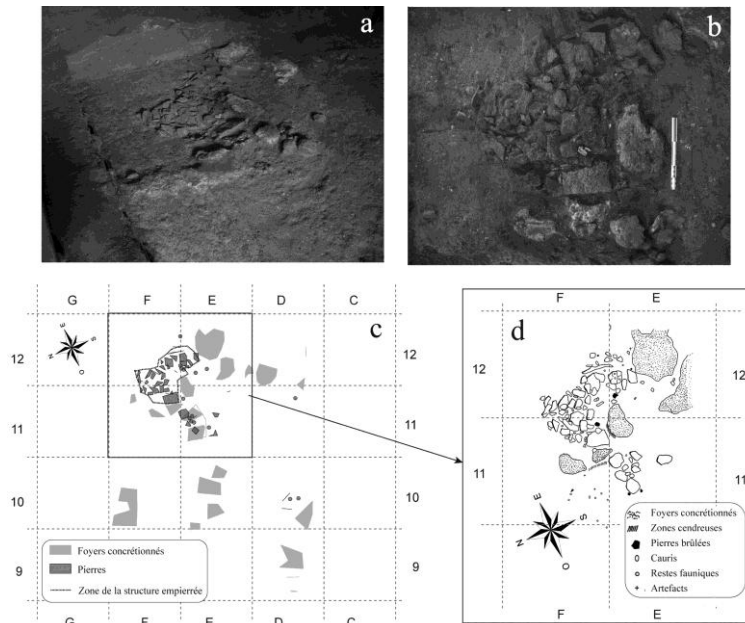 a
b
G F E D C
c
12 12
11 11
10 10
9 9
N E S O
Foyers concrétionnés
Pierres
Zone de la structure empierrée
G F E D C
F E
d
12 12
11 11
N E S O
Foyers concrétionnés
Zones cendreuses
Pierres brûlées
Cauris
Restes fauniques
Artefacts
F E